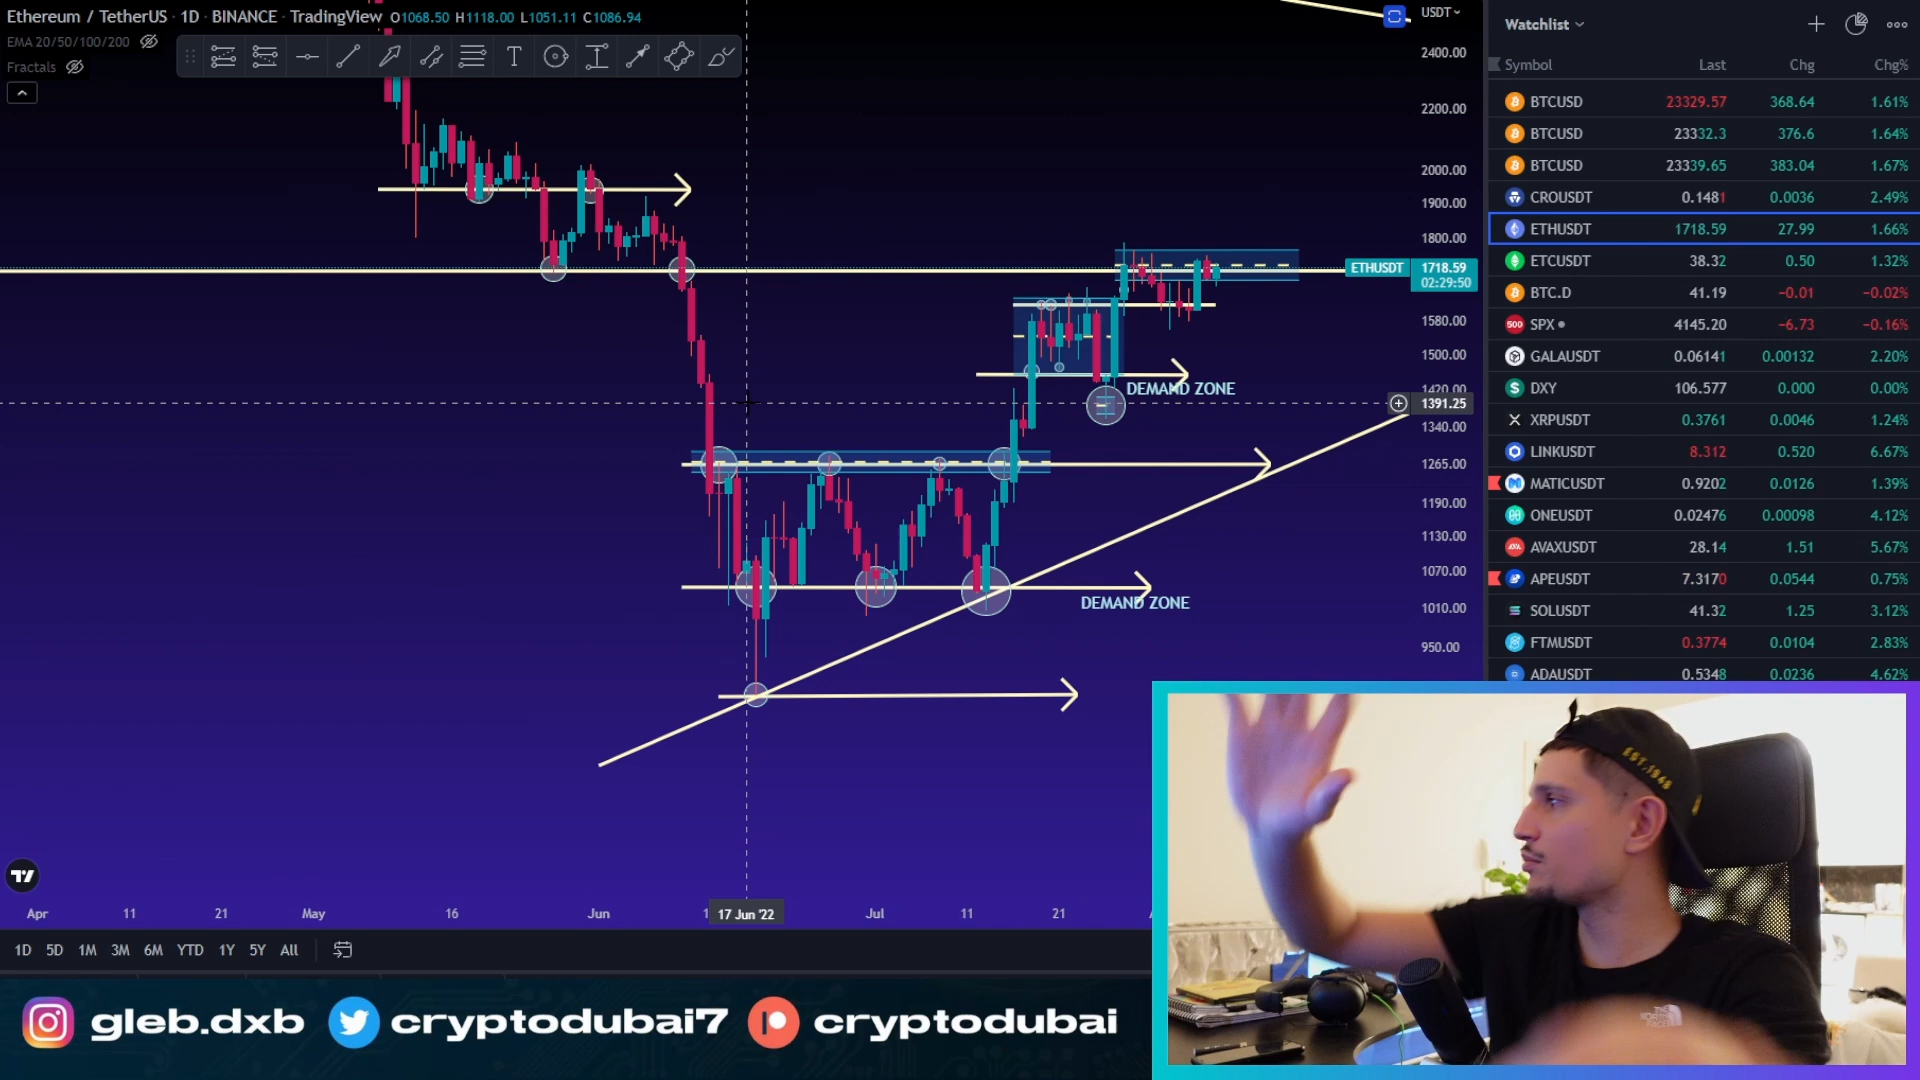 Ethereum / TetherUS · 1D · BINANCE · TradingView O1068.50 H1118.00 L1051.11 C1086.94
EMA 20/50/100/200
Fractals
USDT
2400.00
2200.00
2000.00
1900.00
1800.00
ETHUSDT 1718.59
02:29:50
1580.00
1500.00
1420.00
1391.25
1340.00
1265.00
1190.00
1130.00
1070.00
1010.00
950.00
DEMAND ZONE
DEMAND ZONE
Apr 11 21 May 16 Jun 17 Jun '22 Jul 11 21
1D 5D 1M 3M 6M YTD 1Y 5Y All
Watchlist
Symbol Last Chg Chg%
BTCUSD 23329.57 368.64 1.61%
BTCUSD 23332.3 376.6 1.64%
BTCUSD 23339.65 383.04 1.67%
CROUSDT 0.1481 0.0036 2.49%
ETHUSDT 1718.59 27.99 1.66%
ETCUSDT 38.32 0.50 1.32%
BTC.D 41.19 −0.01 −0.02%
500 SPX 4145.20 −6.73 −0.16%
GALAUSDT 0.06141 0.00132 2.20%
DXY 106.577 0.000 0.00%
XRPUSDT 0.3761 0.0046 1.24%
LINKUSDT 8.312 0.520 6.67%
MATICUSDT 0.9202 0.0126 1.39%
ONEUSDT 0.02476 0.00098 4.12%
AVAXUSDT 28.14 1.51 5.67%
APEUSDT 7.3170 0.0544 0.75%
SOLUSDT 41.32 1.25 3.12%
FTMUSDT 0.3774 0.0104 2.83%
ADAUSDT 0.5348 0.0236 4.62%
EST.1946
gleb.dxb cryptodubai7 cryptodubai